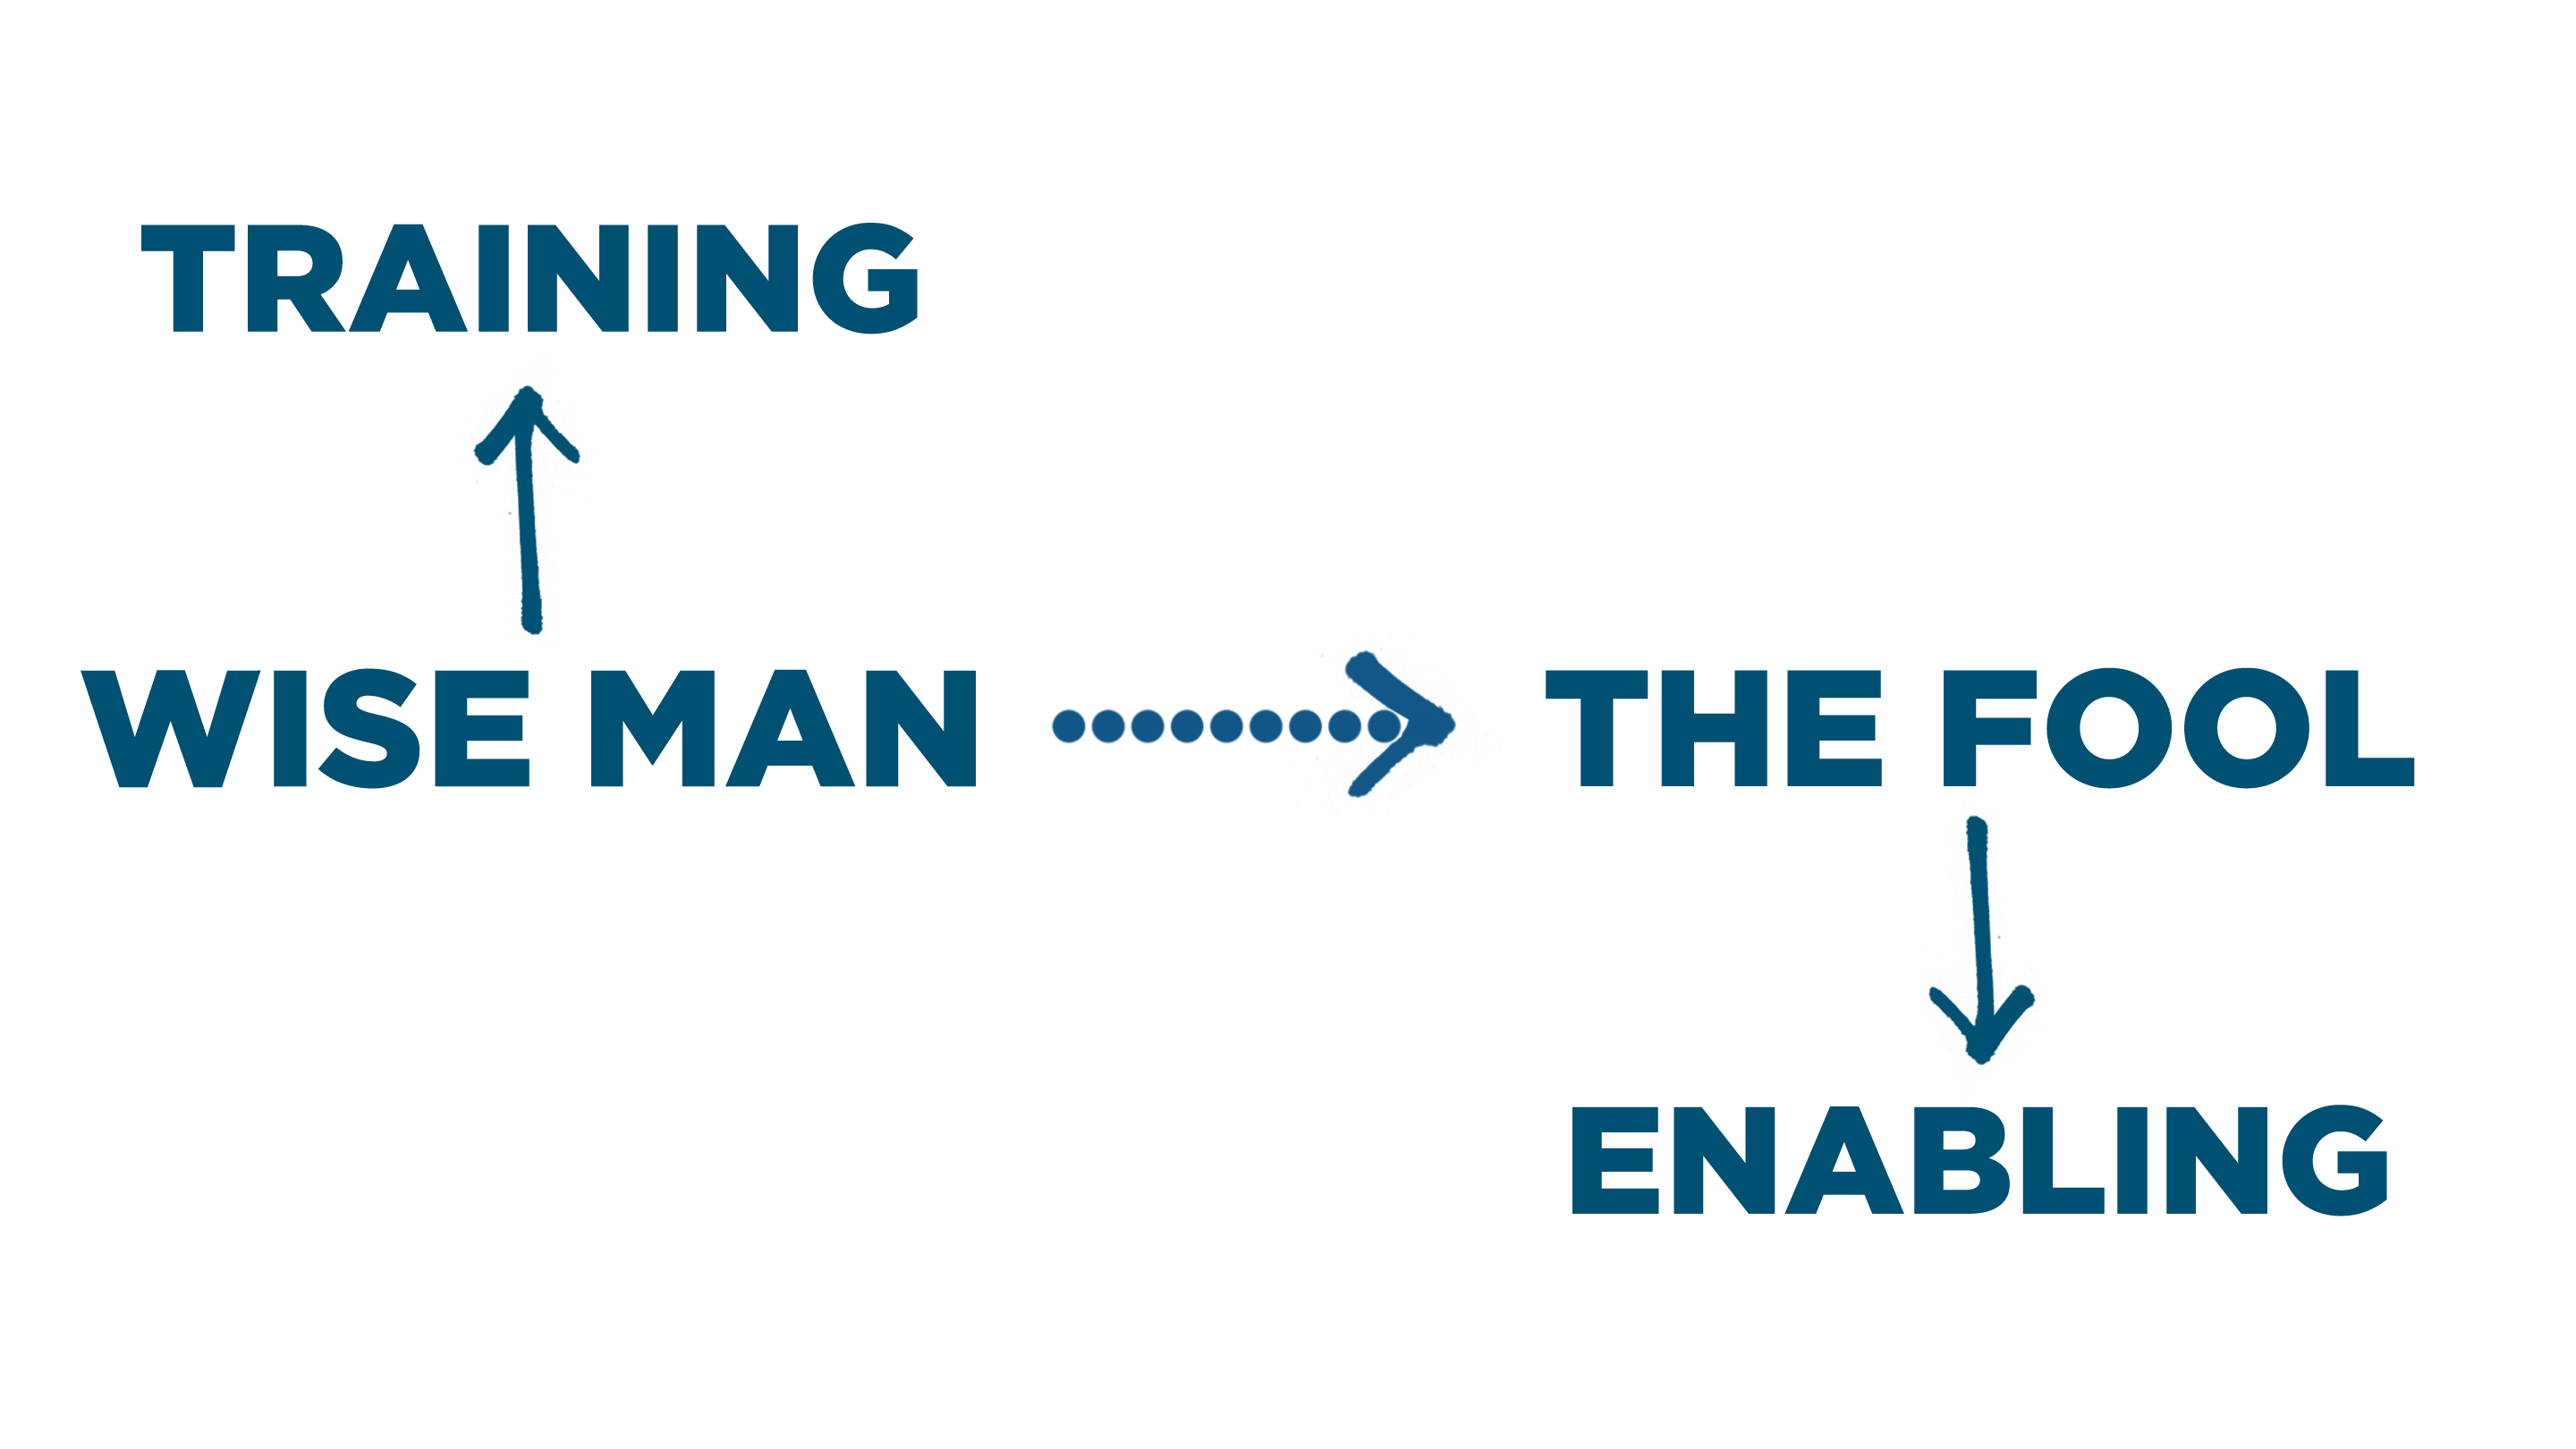 TRAINING
WISE MAN
THE FOOL
ENABLING